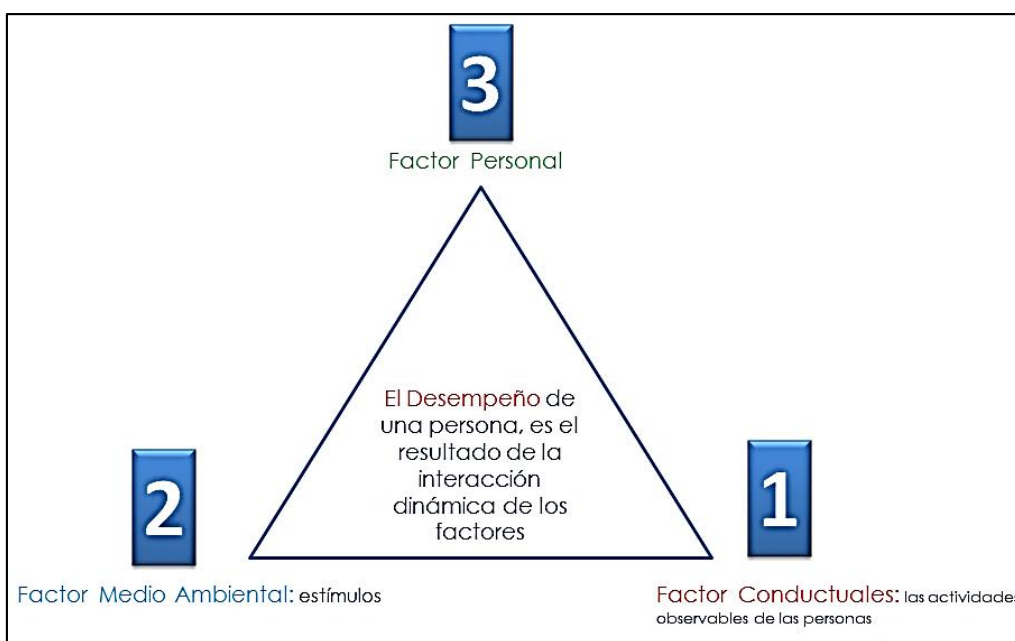 3
Factor Personal
El Desempeño de
una persona, es el
resultado de la
interacción
dinámica de los
factores
2
Factor Medio Ambiental: estímulos
1
Factor Conductuales: las actividades
observables de las personas